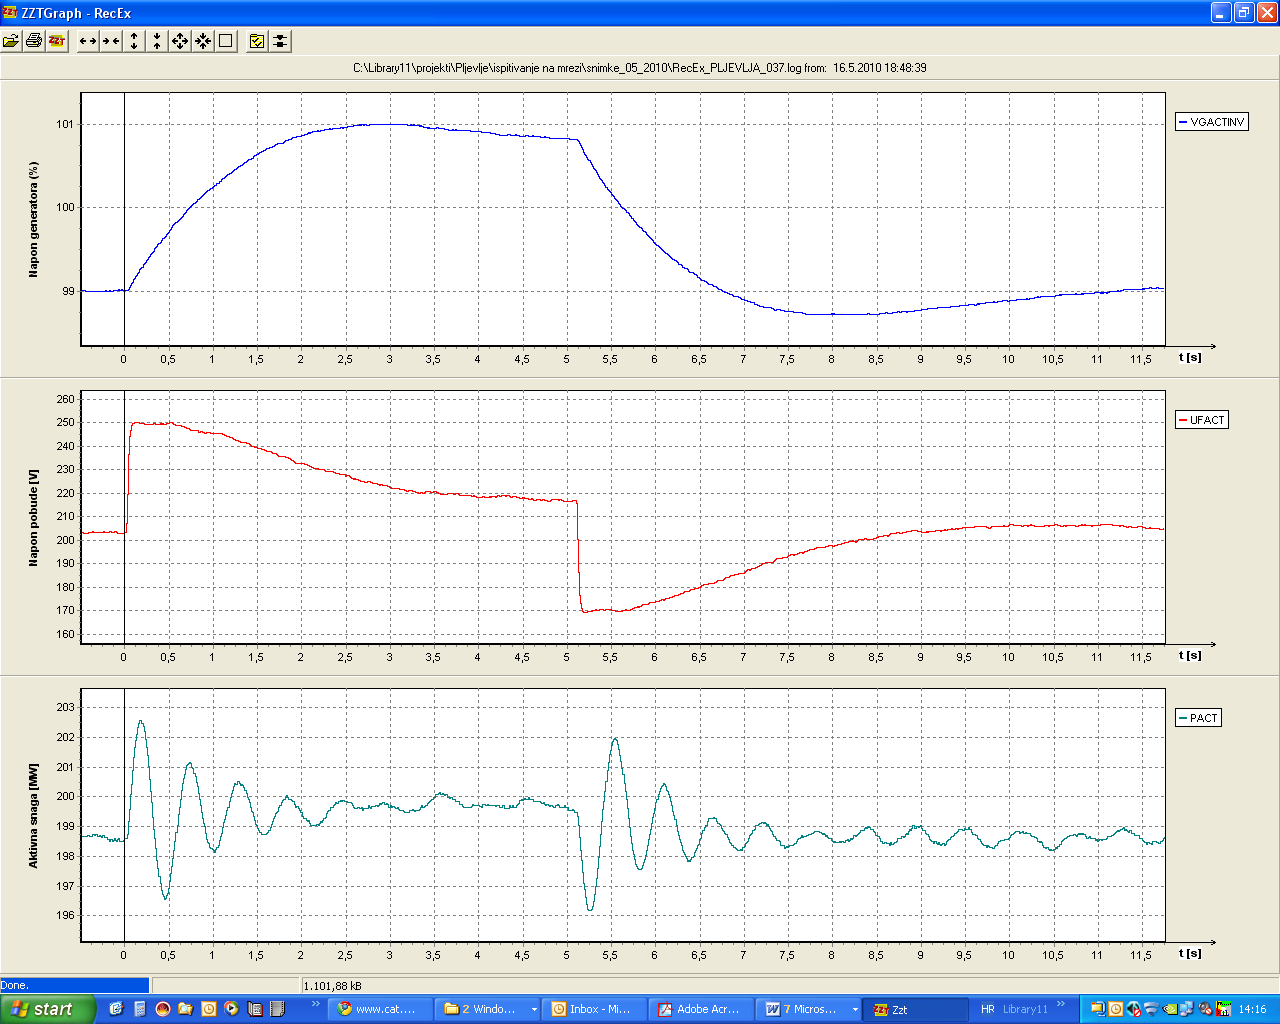 ZZTGraph - RecEx
C:\Library11\projekti\Pljevlje\ispitivanje na mrezi\snimke_05_2010\RecEx_PLJEVLJA_037.log from: 16.5.2010 18:48:39
Napon generatora (%)
101
100
99
VGACTINV
0 0,5 1 1,5 2 2,5 3 3,5 4 4,5 5 5,5 6 6,5 7 7,5 8 8,5 9 9,5 10 10,5 11 11,5 t [s]
Napon pobude [V]
260
250
240
230
220
210
200
190
180
170
160
UFACT
0 0,5 1 1,5 2 2,5 3 3,5 4 4,5 5 5,5 6 6,5 7 7,5 8 8,5 9 9,5 10 10,5 11 11,5 t [s]
Aktivna snaga [MW]
203
202
201
200
199
198
197
196
PACT
0 0,5 1 1,5 2 2,5 3 3,5 4 4,5 5 5,5 6 6,5 7 7,5 8 8,5 9 9,5 10 10,5 11 11,5 t [s]
Done. 1.101,88 kB
start www.cat.... 2 Windo... Inbox - Mi... Adobe Acr... 7 Micros... Zzt HR Library11 14:16